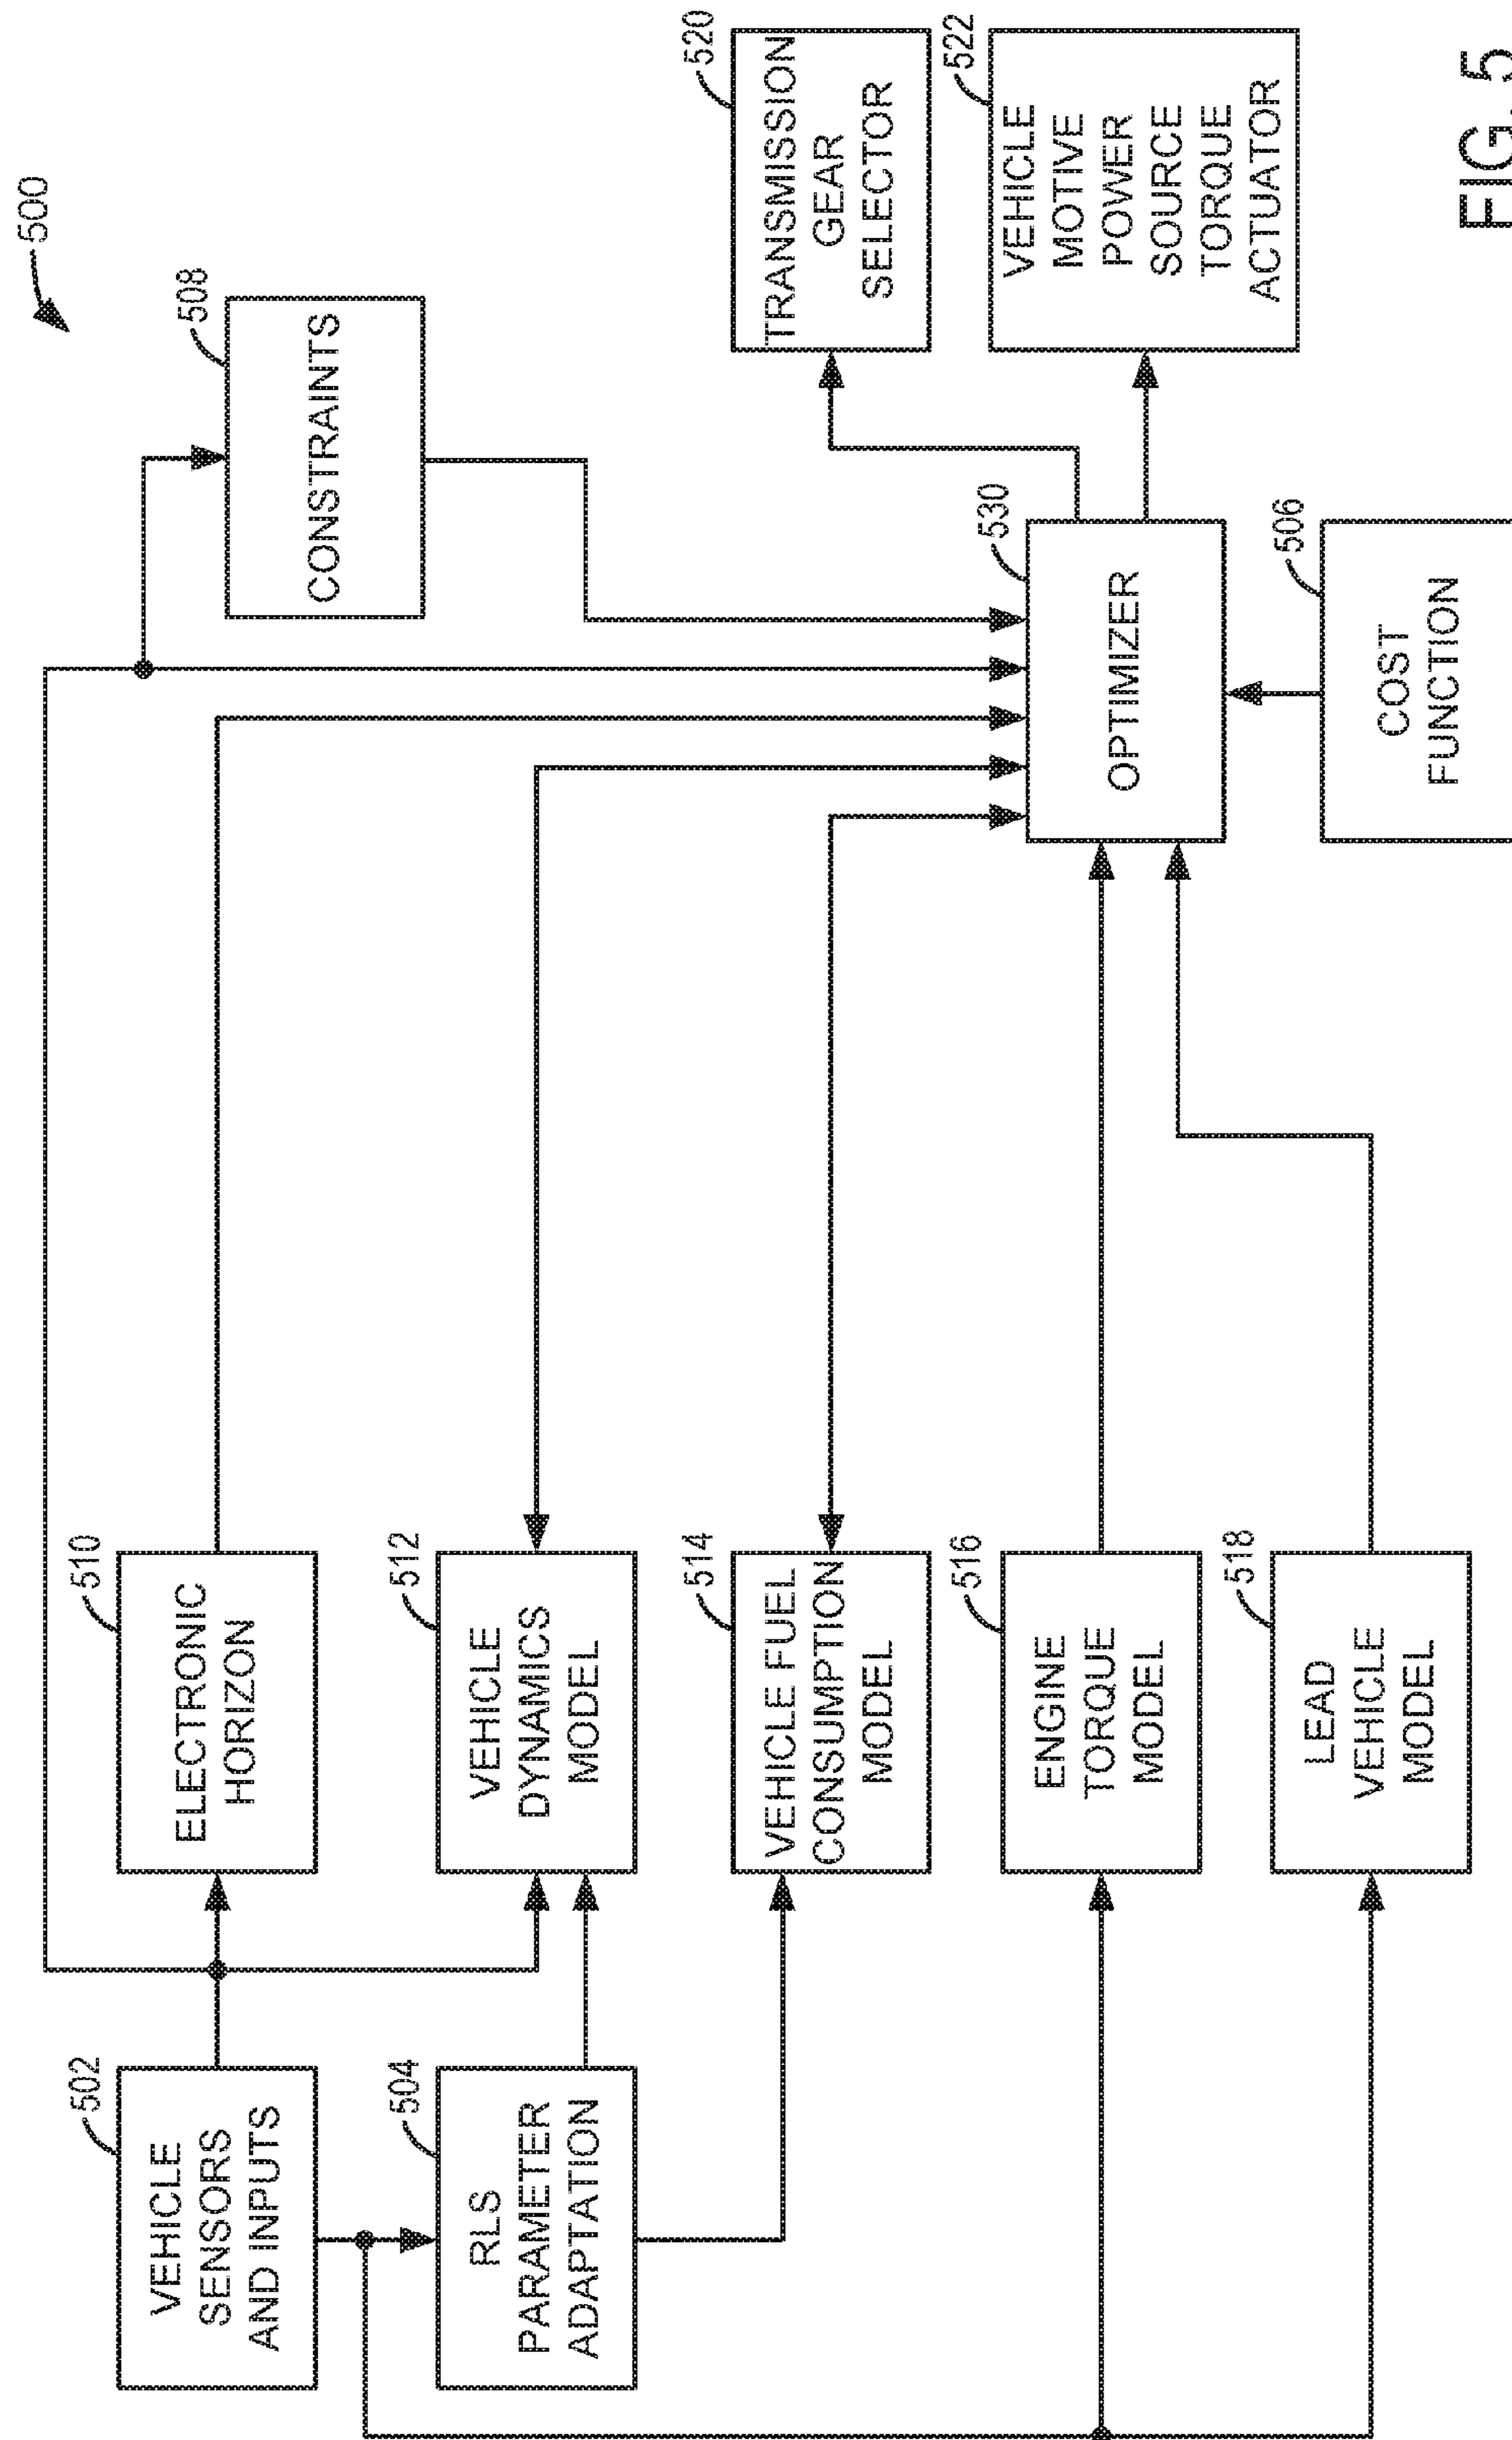 500
502
VEHICLE
SENSORS
AND INPUTS
504
RLS
PARAMETER
ADAPTATION
510
ELECTRONIC
HORIZON
512
VEHICLE
DYNAMICS
MODEL
514
VEHICLE FUEL
CONSUMPTION
MODEL
516
ENGINE
TORQUE
MODEL
518
LEAD
VEHICLE
MODEL
508
CONSTRAINTS
530
OPTIMIZER
506
COST
FUNCTION
520
TRANSMISSION
GEAR
SELECTOR
522
VEHICLE
MOTIVE
POWER
SOURCE
TORQUE
ACTUATOR
FIG. 5